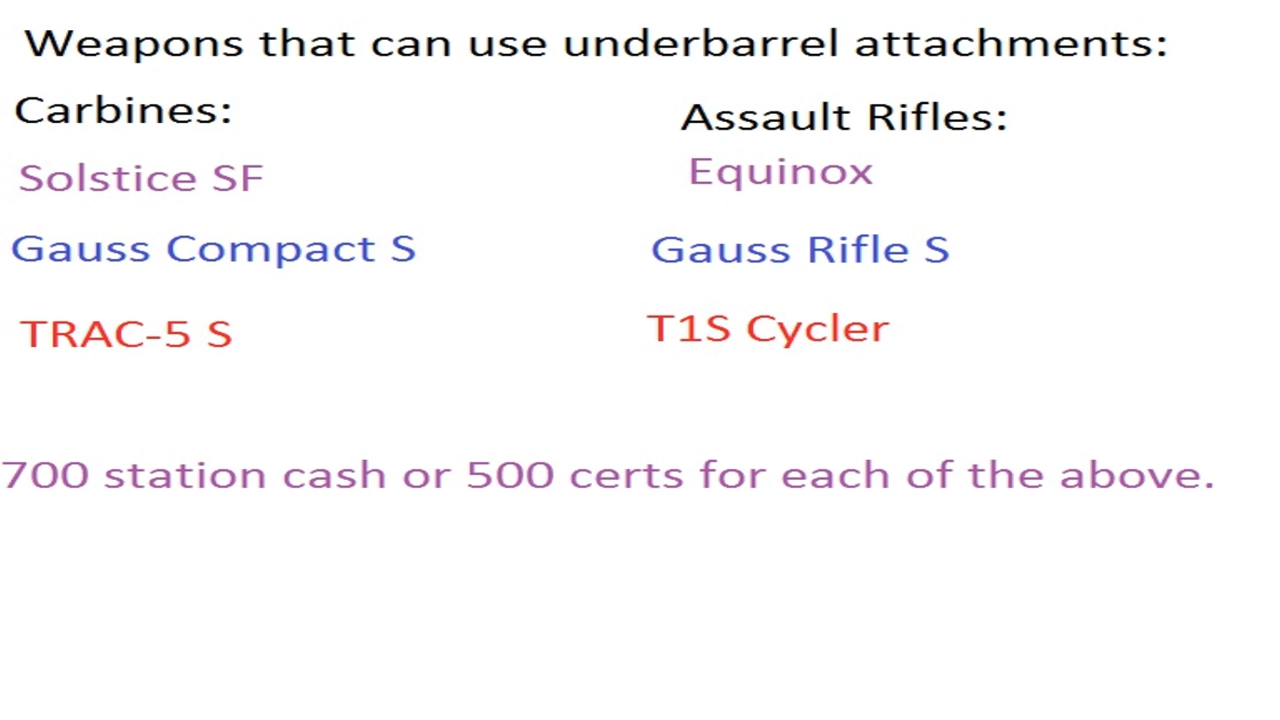 Weapons that can use underbarrel attachments:
Carbines:
Solstice SF
Gauss Compact S
TRAC-5 S
Assault Rifles:
Equinox
Gauss Rifle S
T1S Cycler
700 station cash or 500 certs for each of the above.